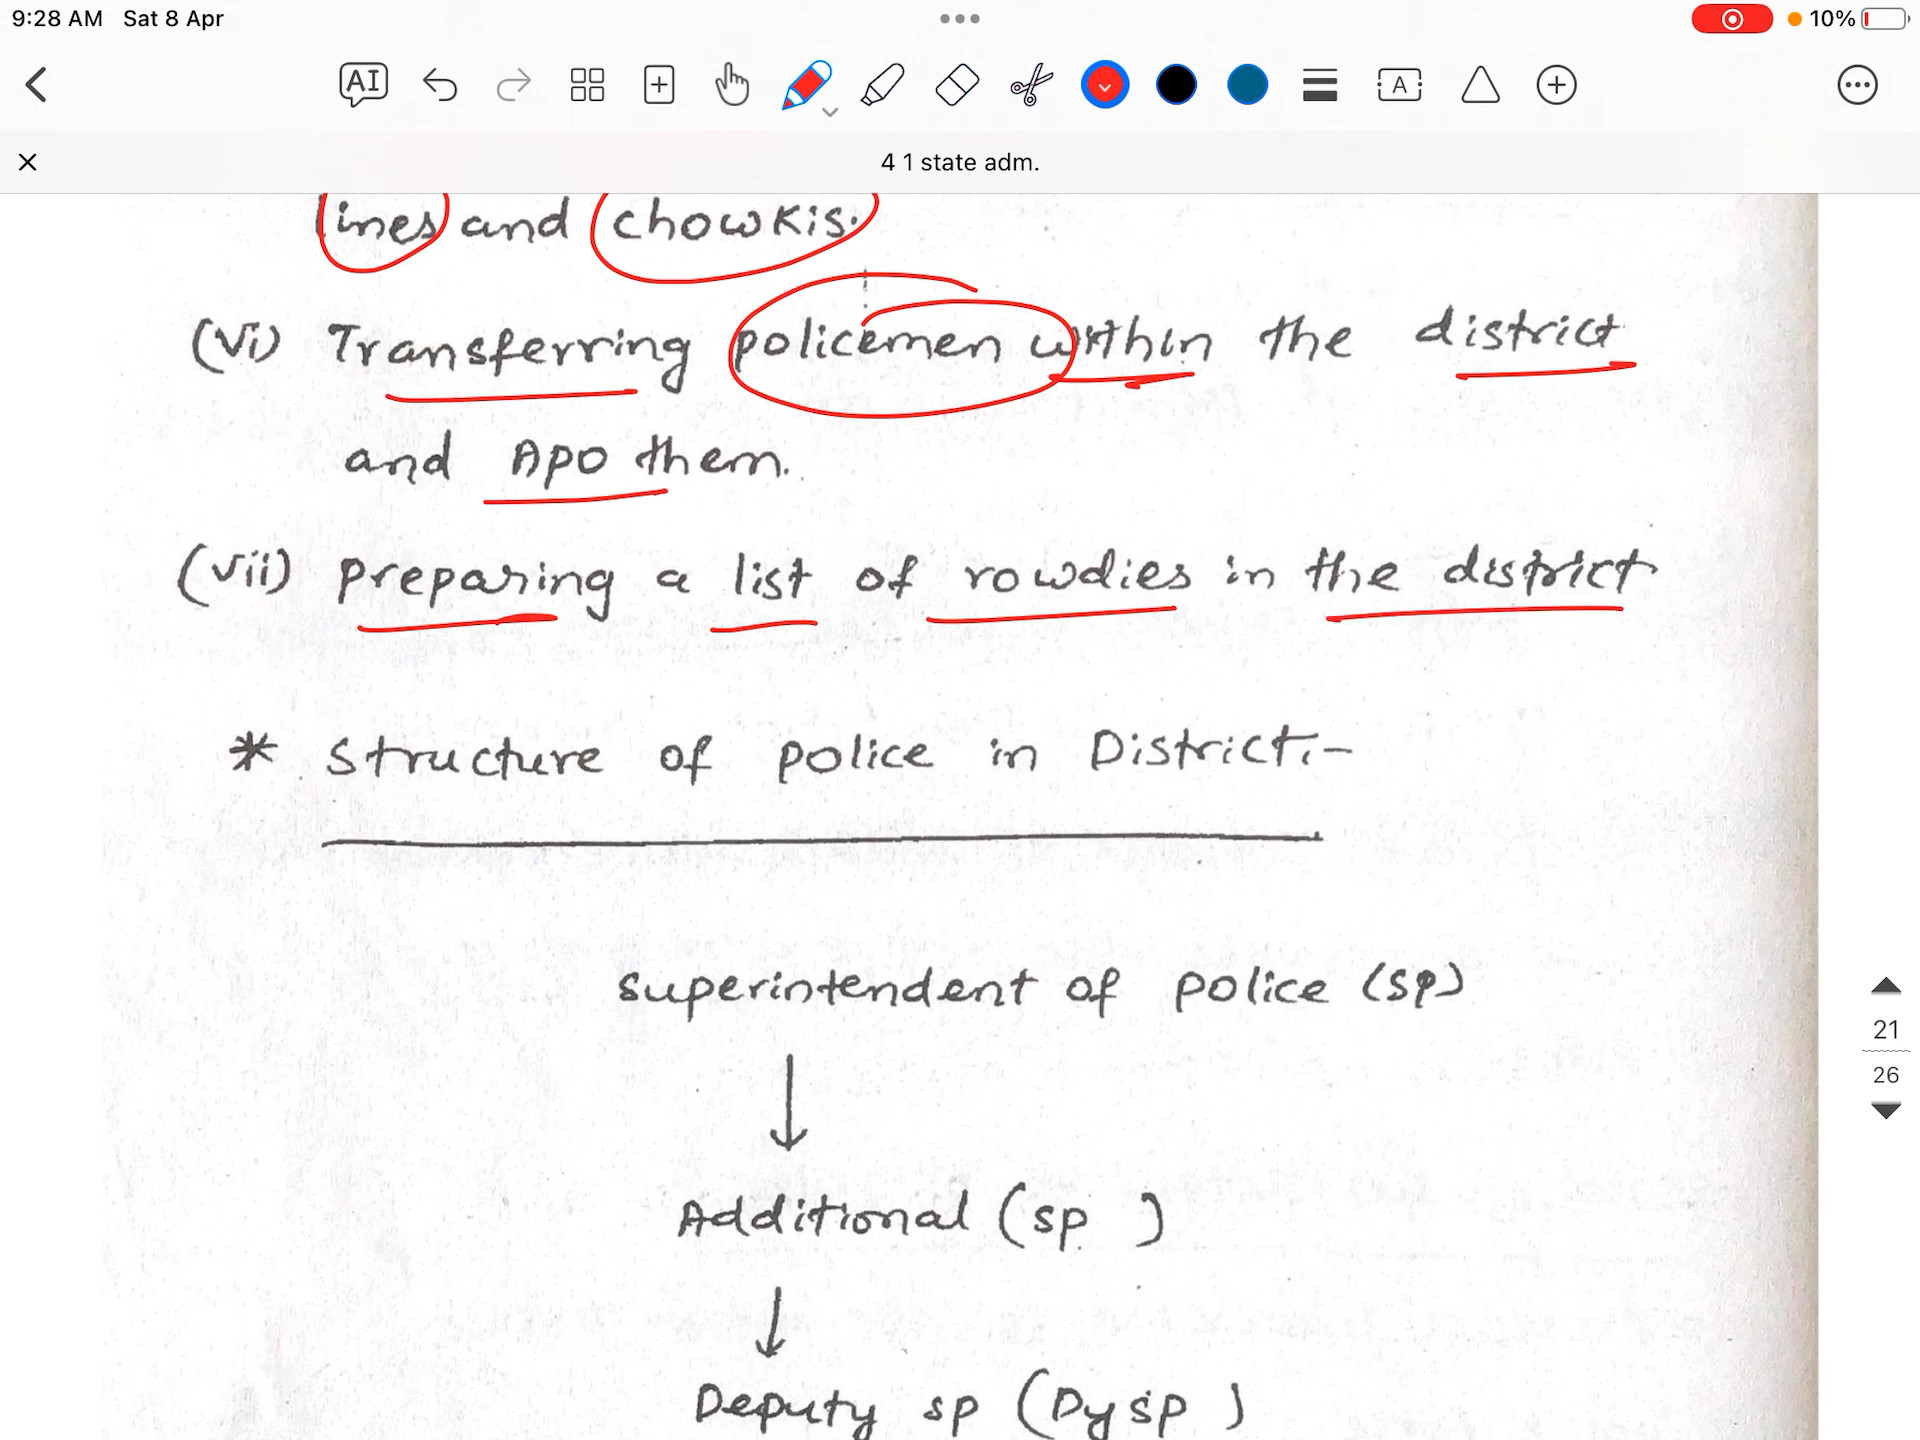 9:28 AM Sat 8 Apr
10%
AI
A
4 1 state adm.
lines and chowkis.
(vi) Transferring policemen within the district
and APO them.
(vii) preparing a list of rowdies in the district
* structure of police in District:-
superintendent of police (SP)
↓
Additional (sp )
↓
Deputy sp (Dysp )
21
26